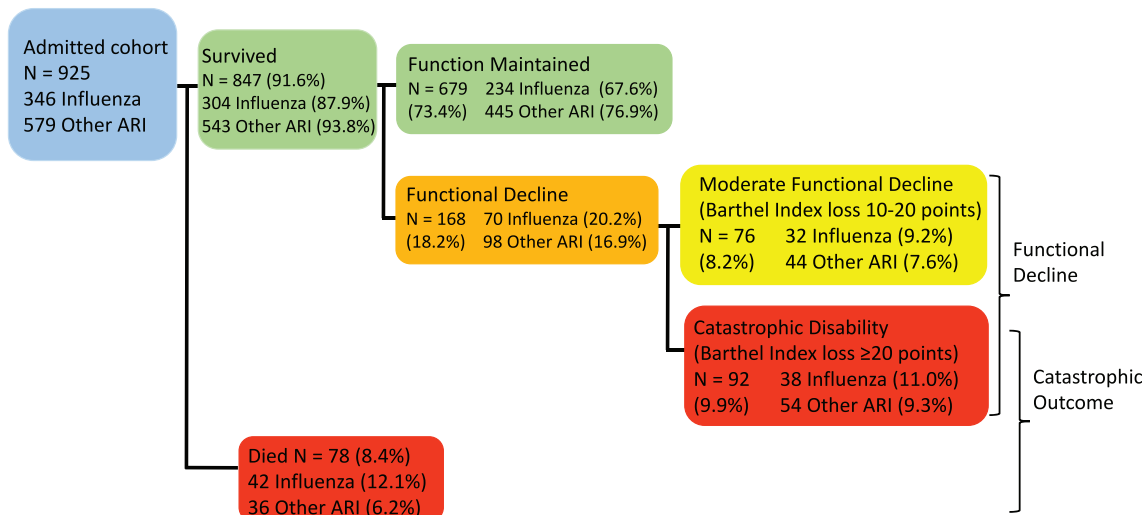 Admitted cohort
N = 925
346 Influenza
579 Other ARI
Survived
N = 847 (91.6%)
304 Influenza (87.9%)
543 Other ARI (93.8%)
Function Maintained
N = 679 234 Influenza (67.6%)
(73.4%) 445 Other ARI (76.9%)
Functional Decline
N = 168 70 Influenza (20.2%)
(18.2%) 98 Other ARI (16.9%)
Moderate Functional Decline
(Barthel Index loss 10-20 points)
N = 76 32 Influenza (9.2%)
(8.2%) 44 Other ARI (7.6%)
Catastrophic Disability
(Barthel Index loss ≥20 points)
N = 92 38 Influenza (11.0%)
(9.9%) 54 Other ARI (9.3%)
Functional
Decline
Catastrophic
Outcome
Died N = 78 (8.4%)
42 Influenza (12.1%)
36 Other ARI (6.2%)